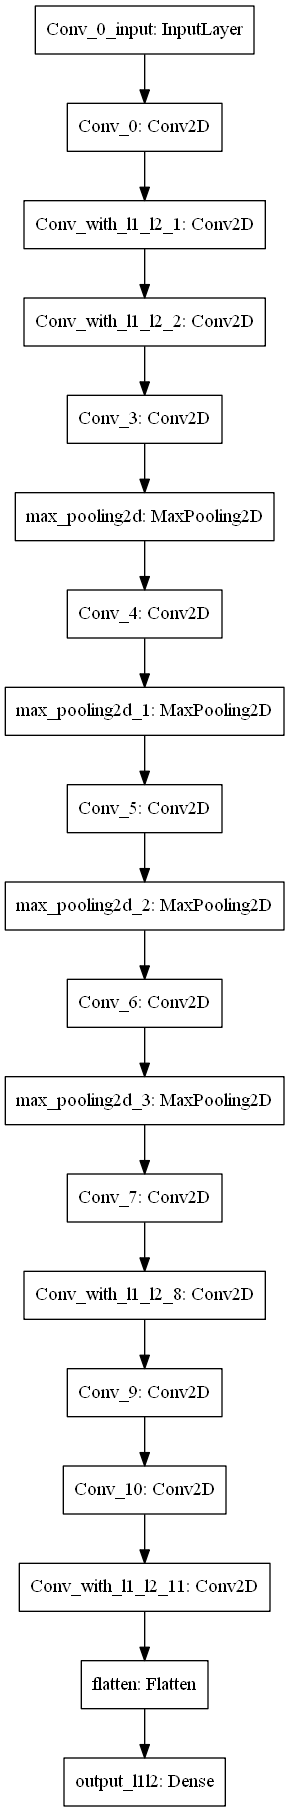 Conv_0_input: InputLayer
Conv_0: Conv2D
Conv_with_l1_l2_1: Conv2D
Conv_with_l1_l2_2: Conv2D
Conv_3: Conv2D
max_pooling2d: MaxPooling2D
Conv_4: Conv2D
max_pooling2d_1: MaxPooling2D
Conv_5: Conv2D
max_pooling2d_2: MaxPooling2D
Conv_6: Conv2D
max_pooling2d_3: MaxPooling2D
Conv_7: Conv2D
Conv_with_l1_l2_8: Conv2D
Conv_9: Conv2D
Conv_10: Conv2D
Conv_with_l1_l2_11: Conv2D
flatten: Flatten
output_l1l2: Dense